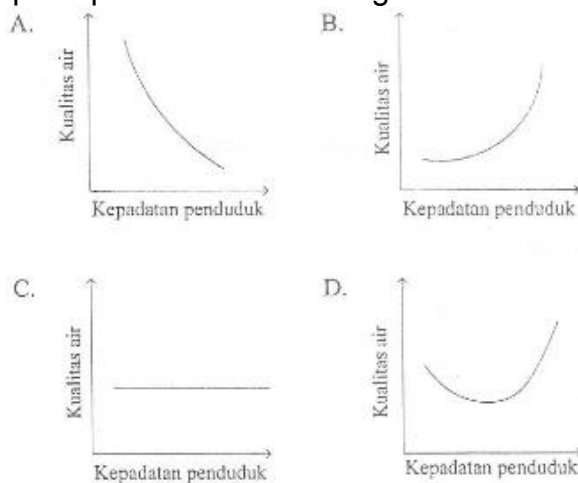 A.
Kualitas air
Kepadatan penduduk
B.
Kualitas air
Kepadatan penduduk
C.
Kualitas air
Kepadatan penduduk
D.
Kualitas air
Kepadatan penduduk